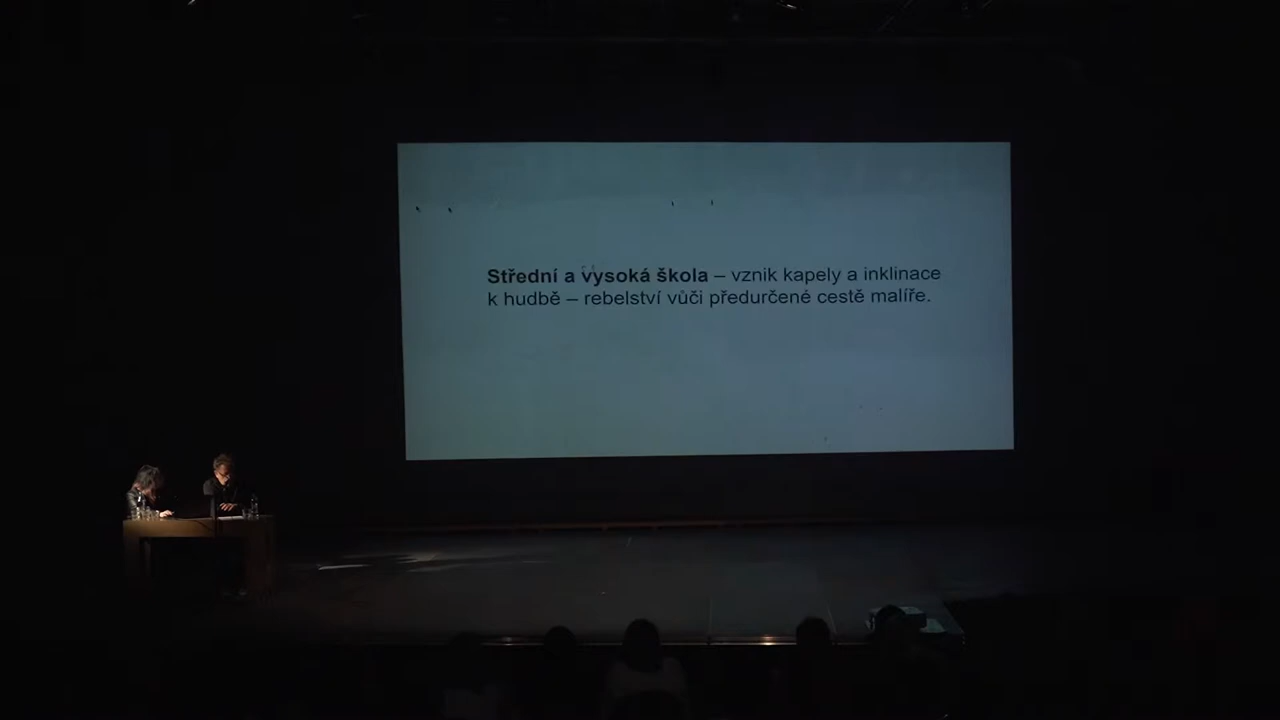 Střední a vysoká škola – vznik kapely a inklinace
k hudbě – rebelství vůči předurčené cestě malíře.